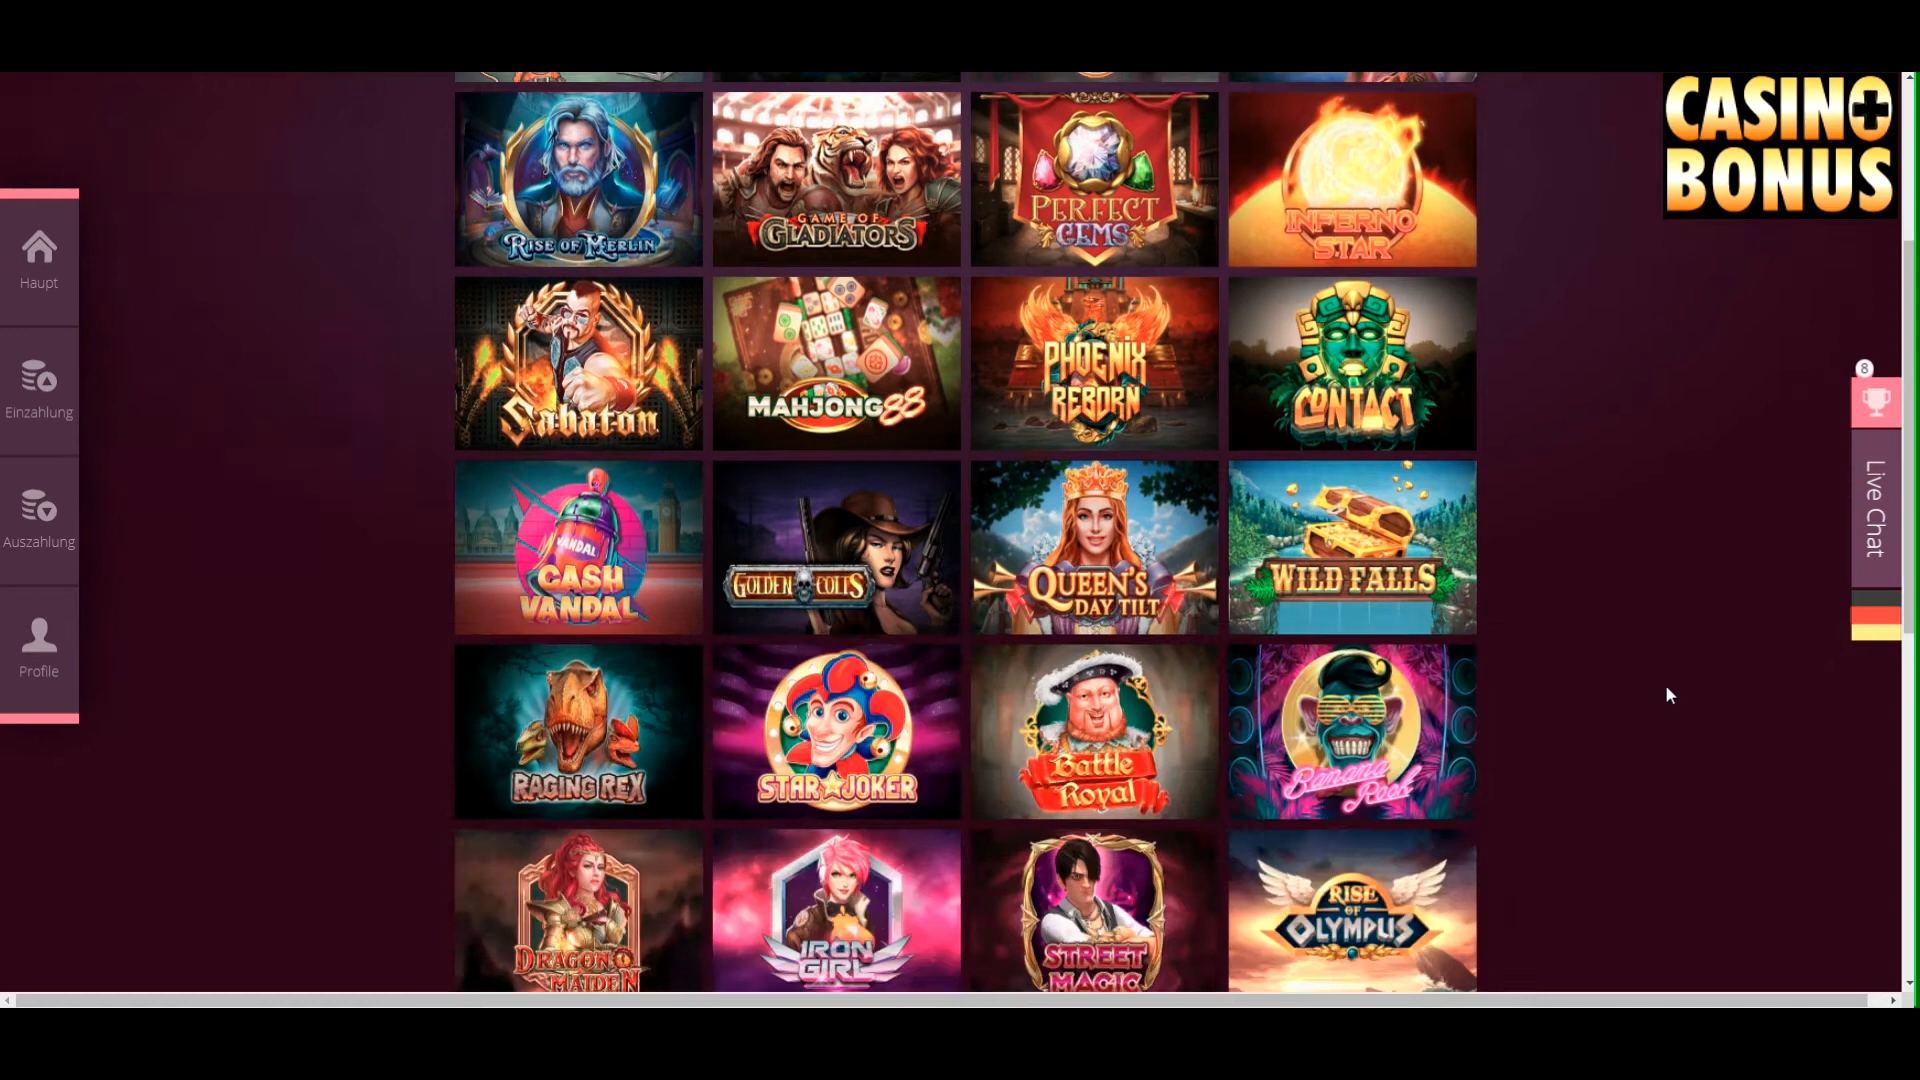 CASINO
BONUS
RISE OF MERLIN
GAME OF
GLADIATORS
PERFECT
GEMS
INFERNO
STAR
Haupt
Sabaton
MAHJONG 88
PHOENIX
REBORN
CONTACT
8
Einzahlung
Live Chat
VANDAL
CASH
VANDAL
GOLDEN COLTS
QUEEN'S
DAY TILT
WILD FALLS
Auszahlung
Profile
RAGING REX
STAR JOKER
Battle
Royal
Banana
Rock
DRAGON
MAIDEN
IRON
GIRL
STREET
MAGIC
RISE
OF
OLYMPUS